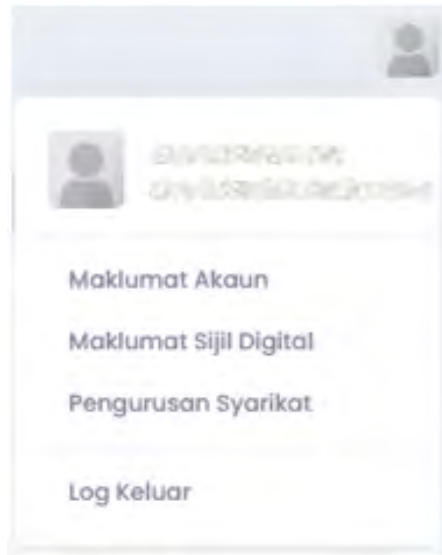 Maklumat Akaun
Maklumat Sijil Digital
Pengurusan Syarikat
Log Keluar